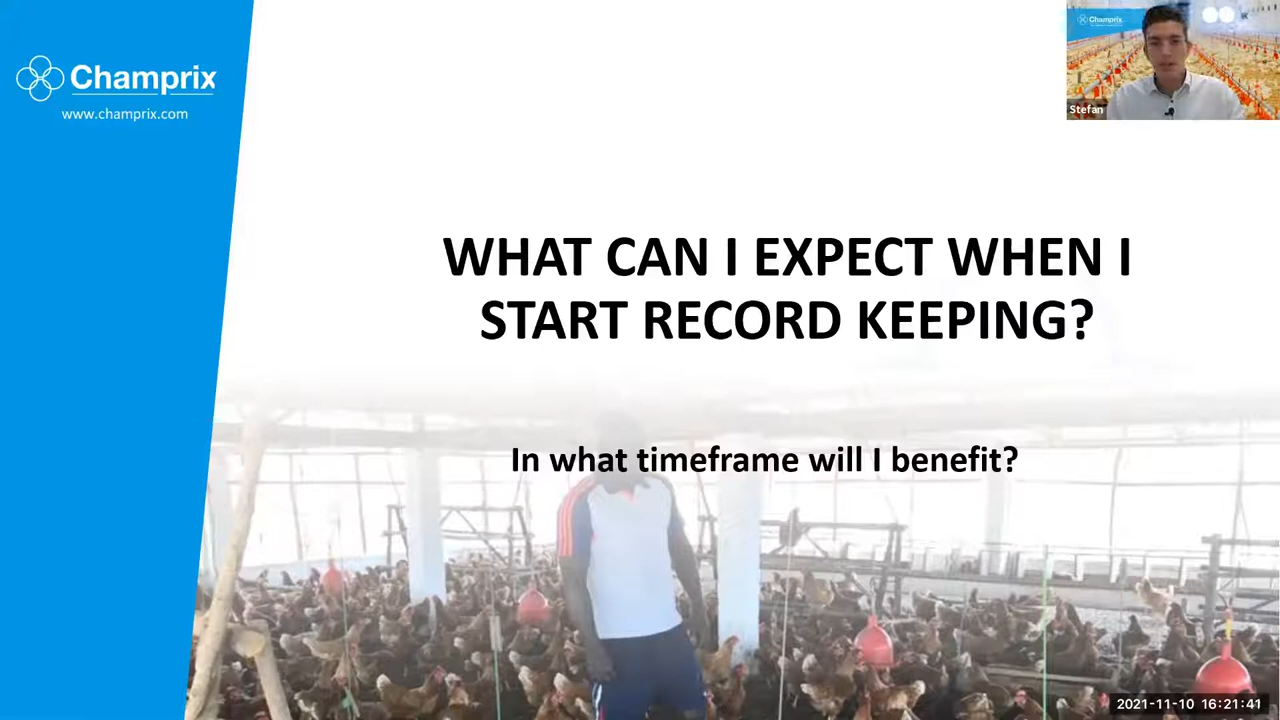 Champrix
www.champrix.com
Champrix
Stefan
WHAT CAN I EXPECT WHEN I
START RECORD KEEPING?
In what timeframe will I benefit?
2021-11-10 16:21:41